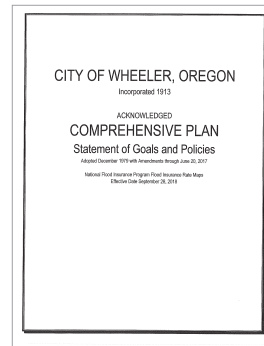 CITY OF WHEELER, OREGON
Incorporated 1913
ACKNOWLEDGED
COMPREHENSIVE PLAN
Statement of Goals and Policies
Adopted December 1979 with Amendments through June 20, 2017
National Flood Insurance Program Flood Insurance Rate Maps
Effective Date September 28, 2018